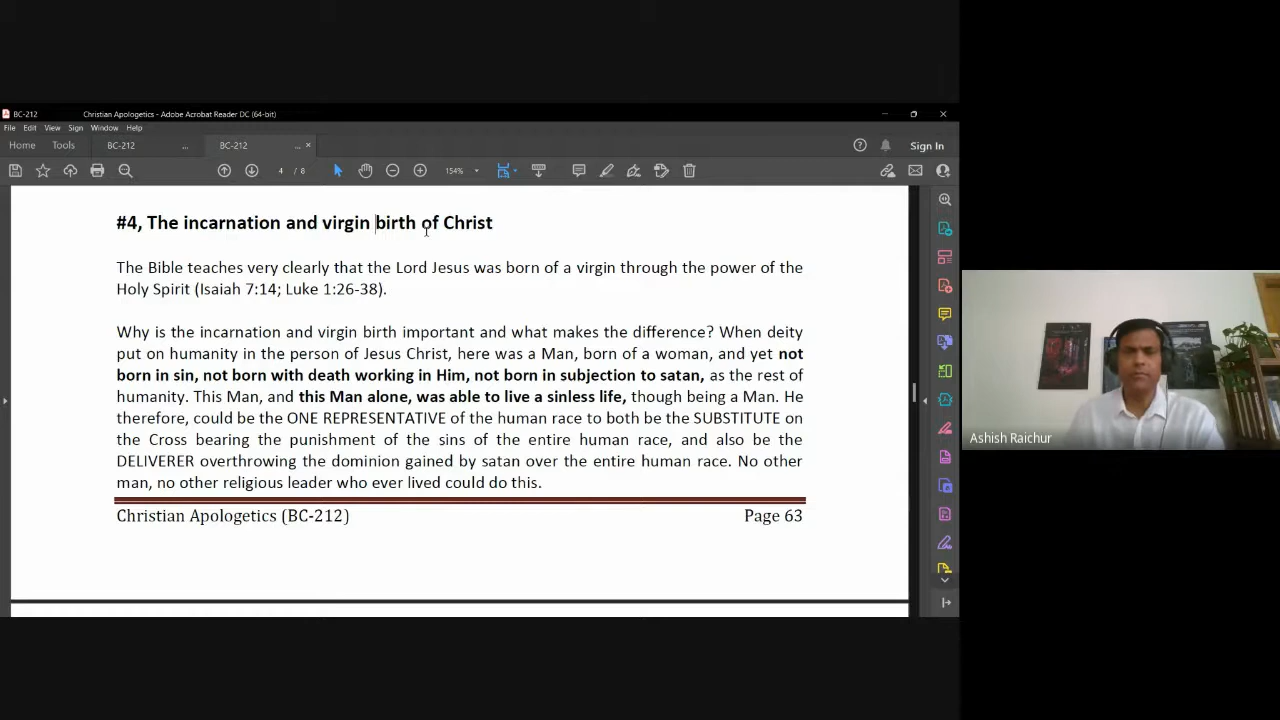 BC-212 Christian Apologetics - Adobe Acrobat Reader DC (64-bit)
File Edit View Sign Window Help
Home Tools BC-212 ... BC-212 ... × Sign In
4 / 8 154%
#4, The incarnation and virgin birth of Christ
The Bible teaches very clearly that the Lord Jesus was born of a virgin through the power of the
Holy Spirit (Isaiah 7:14; Luke 1:26-38).
Why is the incarnation and virgin birth important and what makes the difference? When deity
put on humanity in the person of Jesus Christ, here was a Man, born of a woman, and yet not
born in sin, not born with death working in Him, not born in subjection to satan, as the rest of
humanity. This Man, and this Man alone, was able to live a sinless life, though being a Man. He
therefore, could be the ONE REPRESENTATIVE of the human race to both be the SUBSTITUTE on
the Cross bearing the punishment of the sins of the entire human race, and also be the
DELIVERER overthrowing the dominion gained by satan over the entire human race. No other
man, no other religious leader who ever lived could do this.
Christian Apologetics (BC-212) Page 63
Ashish Raichur